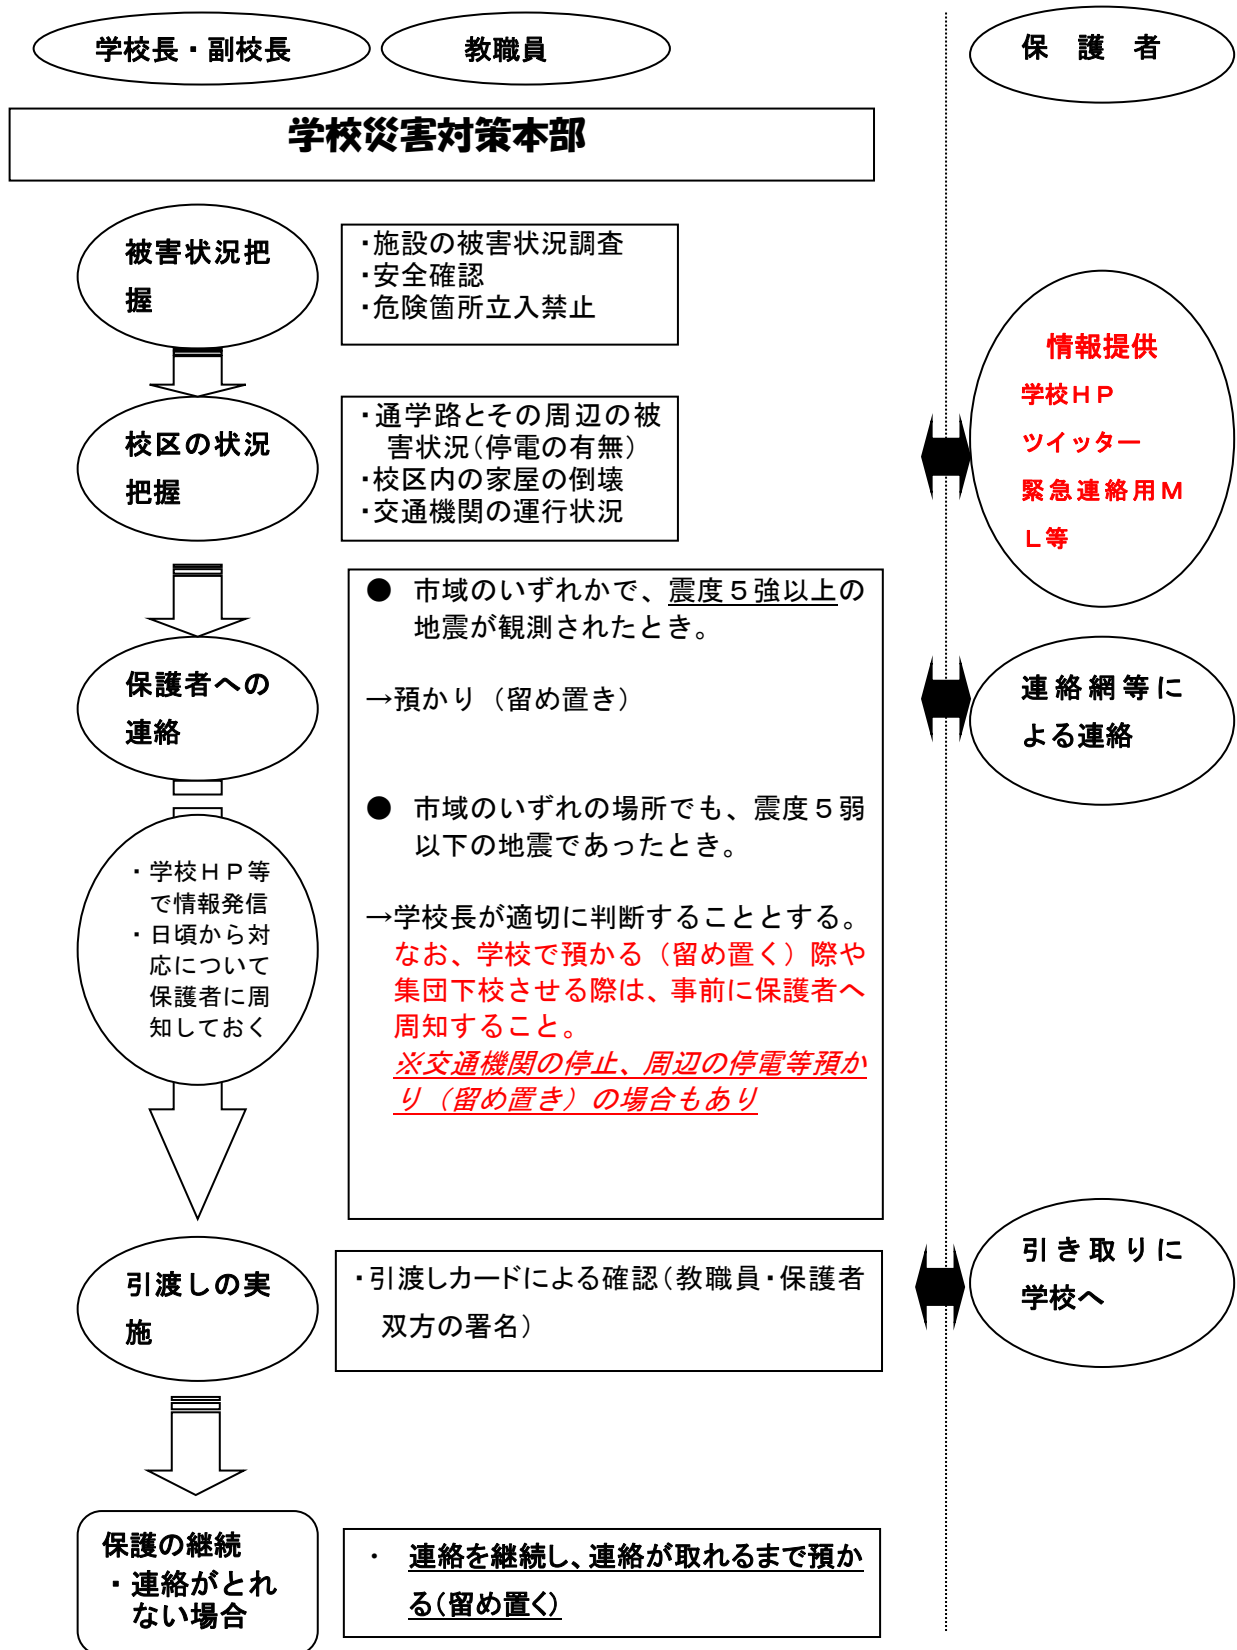 学校長・副校長
教職員
保護者
学校災害対策本部
被害状況把
握
・施設の被害状況調査
・安全確認
・危険箇所立入禁止
情報提供
学校HP
ツイッター
緊急連絡用M
L等
校区の状況
把握
・通学路とその周辺の被
害状況(停電の有無)
・校区内の家屋の倒壊
・交通機関の運行状況
保護者への
連絡
● 市域のいずれかで、震度5強以上の
地震が観測されたとき。
→預かり(留め置き)
● 市域のいずれの場所でも、震度5弱
以下の地震であったとき。
→学校長が適切に判断することとする。
なお、学校で預かる(留め置く)際や
集団下校させる際は、事前に保護者へ
周知すること。
※交通機関の停止、周辺の停電等預か
り(留め置き)の場合もあり
連絡網等に
よる連絡
・学校HP等
で情報発信
・日頃から対
応について
保護者に周
知しておく
引渡しの実
施
・引渡しカードによる確認(教職員・保護者
双方の署名)
引き取りに
学校へ
保護の継続
・連絡がとれ
ない場合
・ 連絡を継続し、連絡が取れるまで預か
る(留め置く)